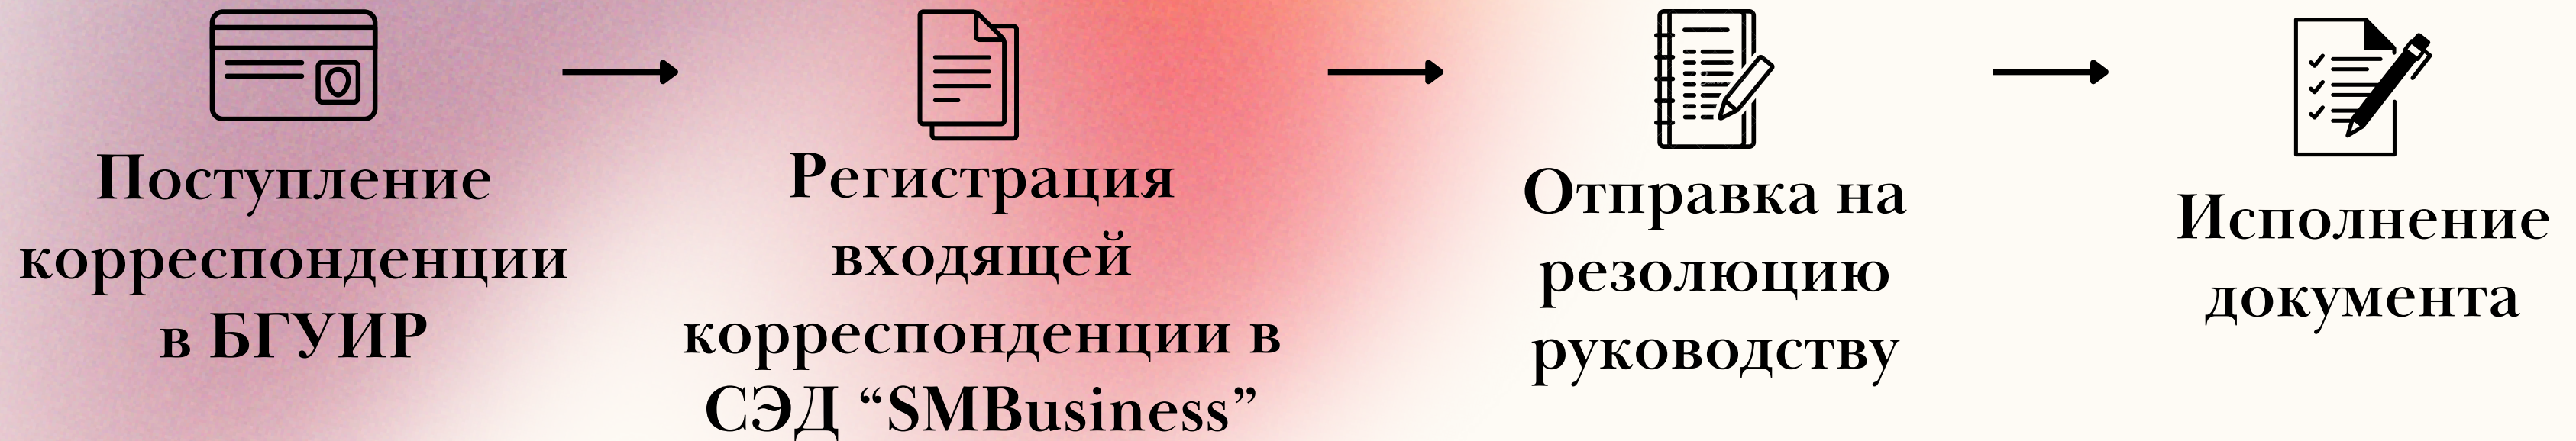 Поступление
корреспонденции
в БГУИР
Регистрация
входящей
корреспонденции в
СЭД “SMBusiness”
Отправка на
резолюцию
руководству
Исполнение
документа